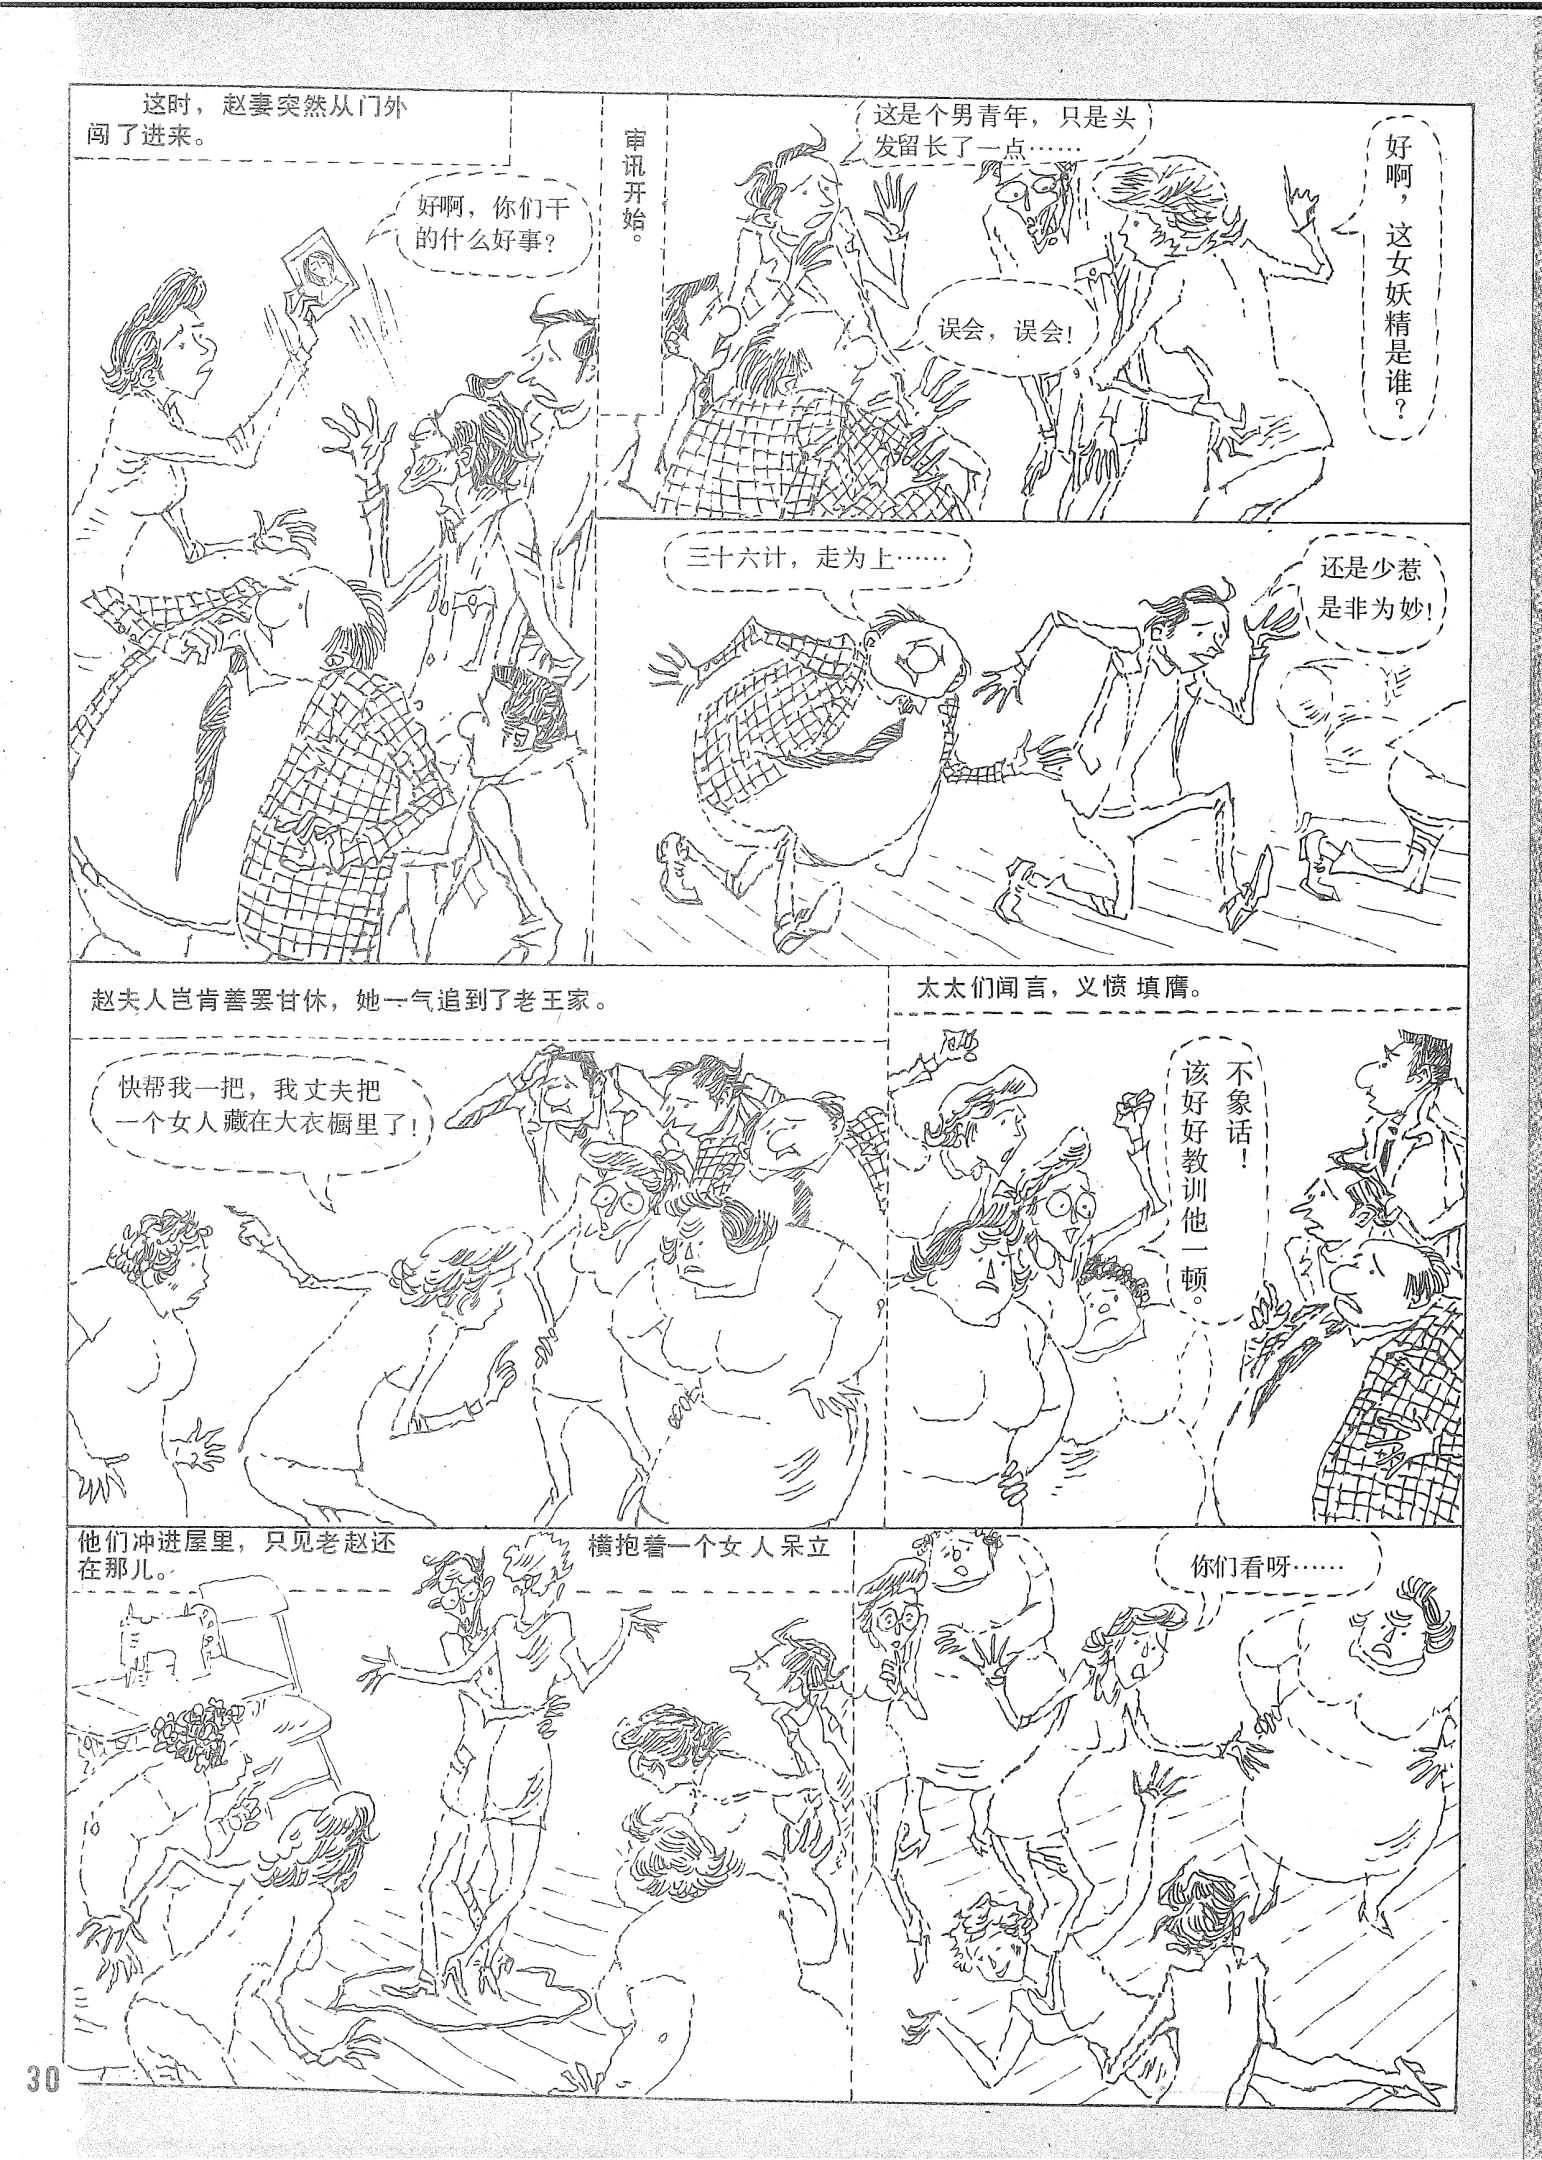 这时，赵妻突然从门外
闯了进来。
好啊，你们干
的什么好事？
审讯开始。
这是个男青年，只是头
发留长了一点……
误会，误会！
好啊，这女妖精是谁？
三十六计，走为上……
还是少惹
是非为妙！
赵夫人岂肯善罢甘休，她一气追到了老王家。
快帮我一把，我丈夫把
一个女人藏在大衣橱里了！
太太们闻言，义愤填膺。
不象话！
该好好教训他一顿。
他们冲进屋里，只见老赵还
横抱着一个女人呆立
在那儿。
你们看呀……
30